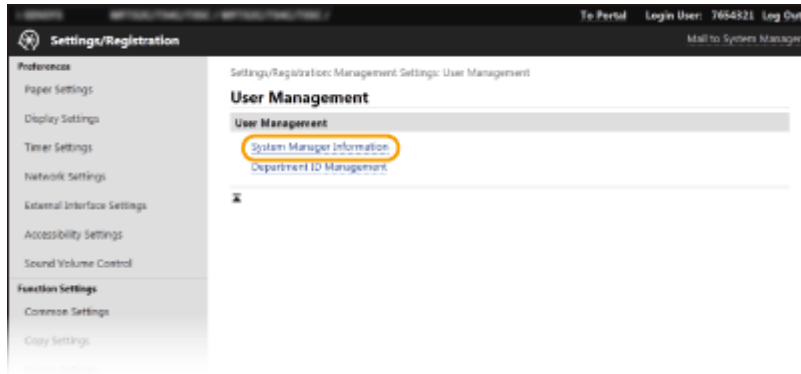 To Portal Login User: 7654321 Log Out
Settings/Registration
Mail to System Manager
Preferences
Settings/Registration: Management Settings: User Management
Paper Settings
User Management
Display Settings
User Management
Timer Settings
System Manager Information
Department ID Management
Network Settings
External Interface Settings
Accessibility Settings
Sound Volume Control
Function Settings
Common Settings
Copy Settings